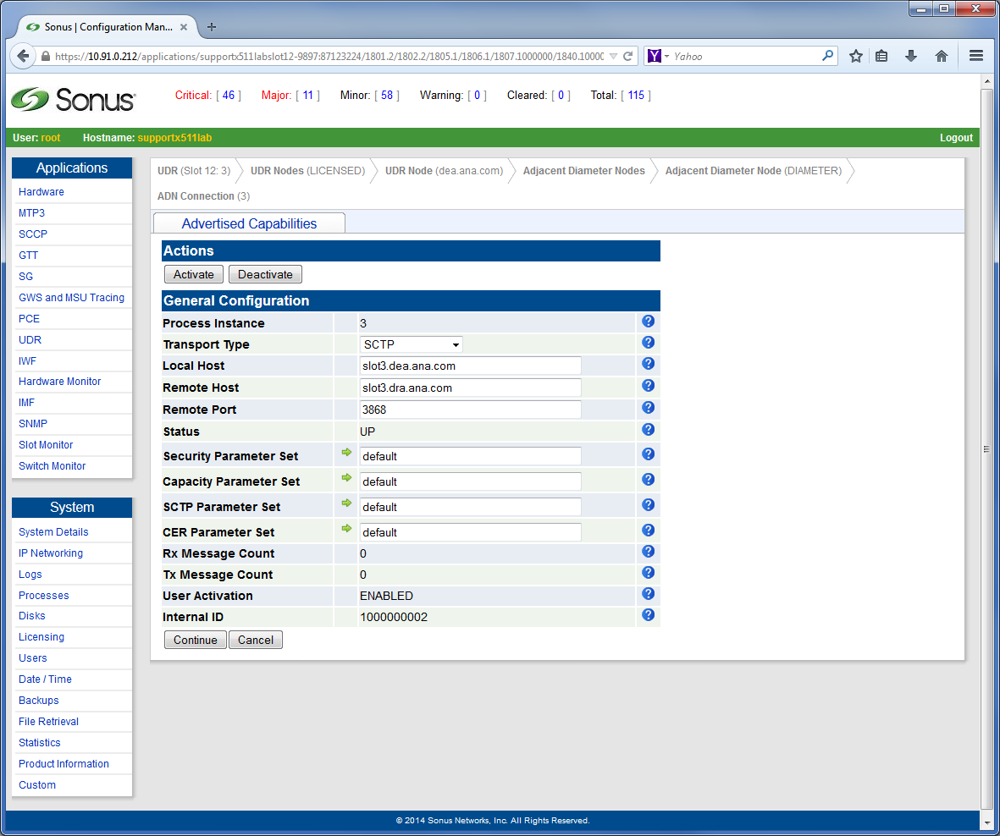 Sonus | Configuration Man...
https://10.91.0.212/applications/supportx511labslot12-9897:87123224/1801.2/1802.2/1805.1/1806.1/1807.1000000/1840.10000
Yahoo
Sonus
Critical: [ 46 ] Major: [ 11 ] Minor: [ 58 ] Warning: [ 0 ] Cleared: [ 0 ] Total: [ 115 ]
User: root Hostname: supportx511lab Logout
Applications
Hardware
MTP3
SCCP
GTT
SG
GWS and MSU Tracing
PCE
UDR
IWF
Hardware Monitor
IMF
SNMP
Slot Monitor
Switch Monitor
System
System Details
IP Networking
Logs
Processes
Disks
Licensing
Users
Date / Time
Backups
File Retrieval
Statistics
Product Information
Custom
UDR (Slot 12: 3) UDR Nodes (LICENSED) UDR Node (dea.ana.com) Adjacent Diameter Nodes Adjacent Diameter Node (DIAMETER)
ADN Connection (3)
Advertised Capabilities
Actions
Activate Deactivate
General Configuration
Process Instance 3
Transport Type SCTP
Local Host slot3.dea.ana.com
Remote Host slot3.dra.ana.com
Remote Port 3868
Status UP
Security Parameter Set default
Capacity Parameter Set default
SCTP Parameter Set default
CER Parameter Set default
Rx Message Count 0
Tx Message Count 0
User Activation ENABLED
Internal ID 1000000002
Continue Cancel
© 2014 Sonus Networks, Inc. All Rights Reserved.